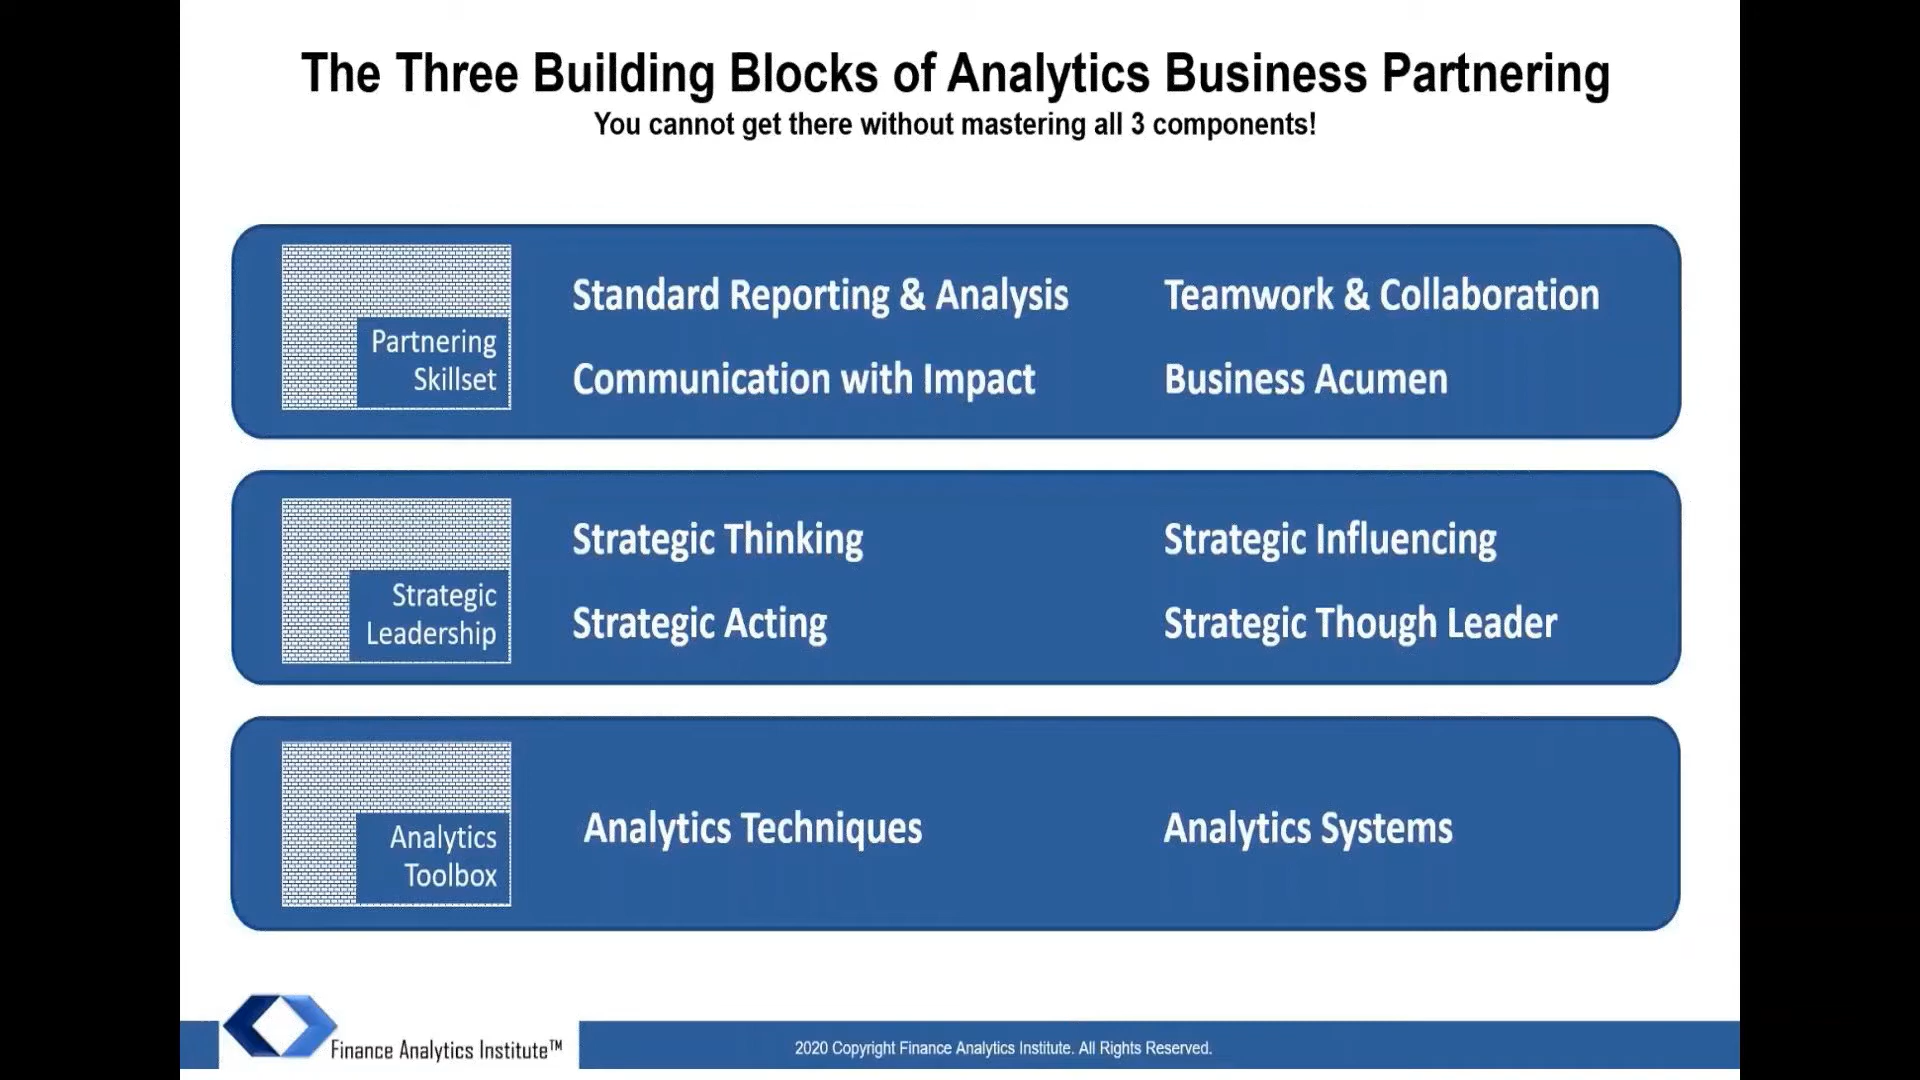 The Three Building Blocks of Analytics Business Partnering
You cannot get there without mastering all 3 components!
Partnering
Skillset
Standard Reporting & Analysis
Teamwork & Collaboration
Communication with Impact
Business Acumen
Strategic
Leadership
Strategic Thinking
Strategic Influencing
Strategic Acting
Strategic Though Leader
Analytics
Toolbox
Analytics Techniques
Analytics Systems
Finance Analytics Institute™
2020 Copyright Finance Analytics Institute. All Rights Reserved.